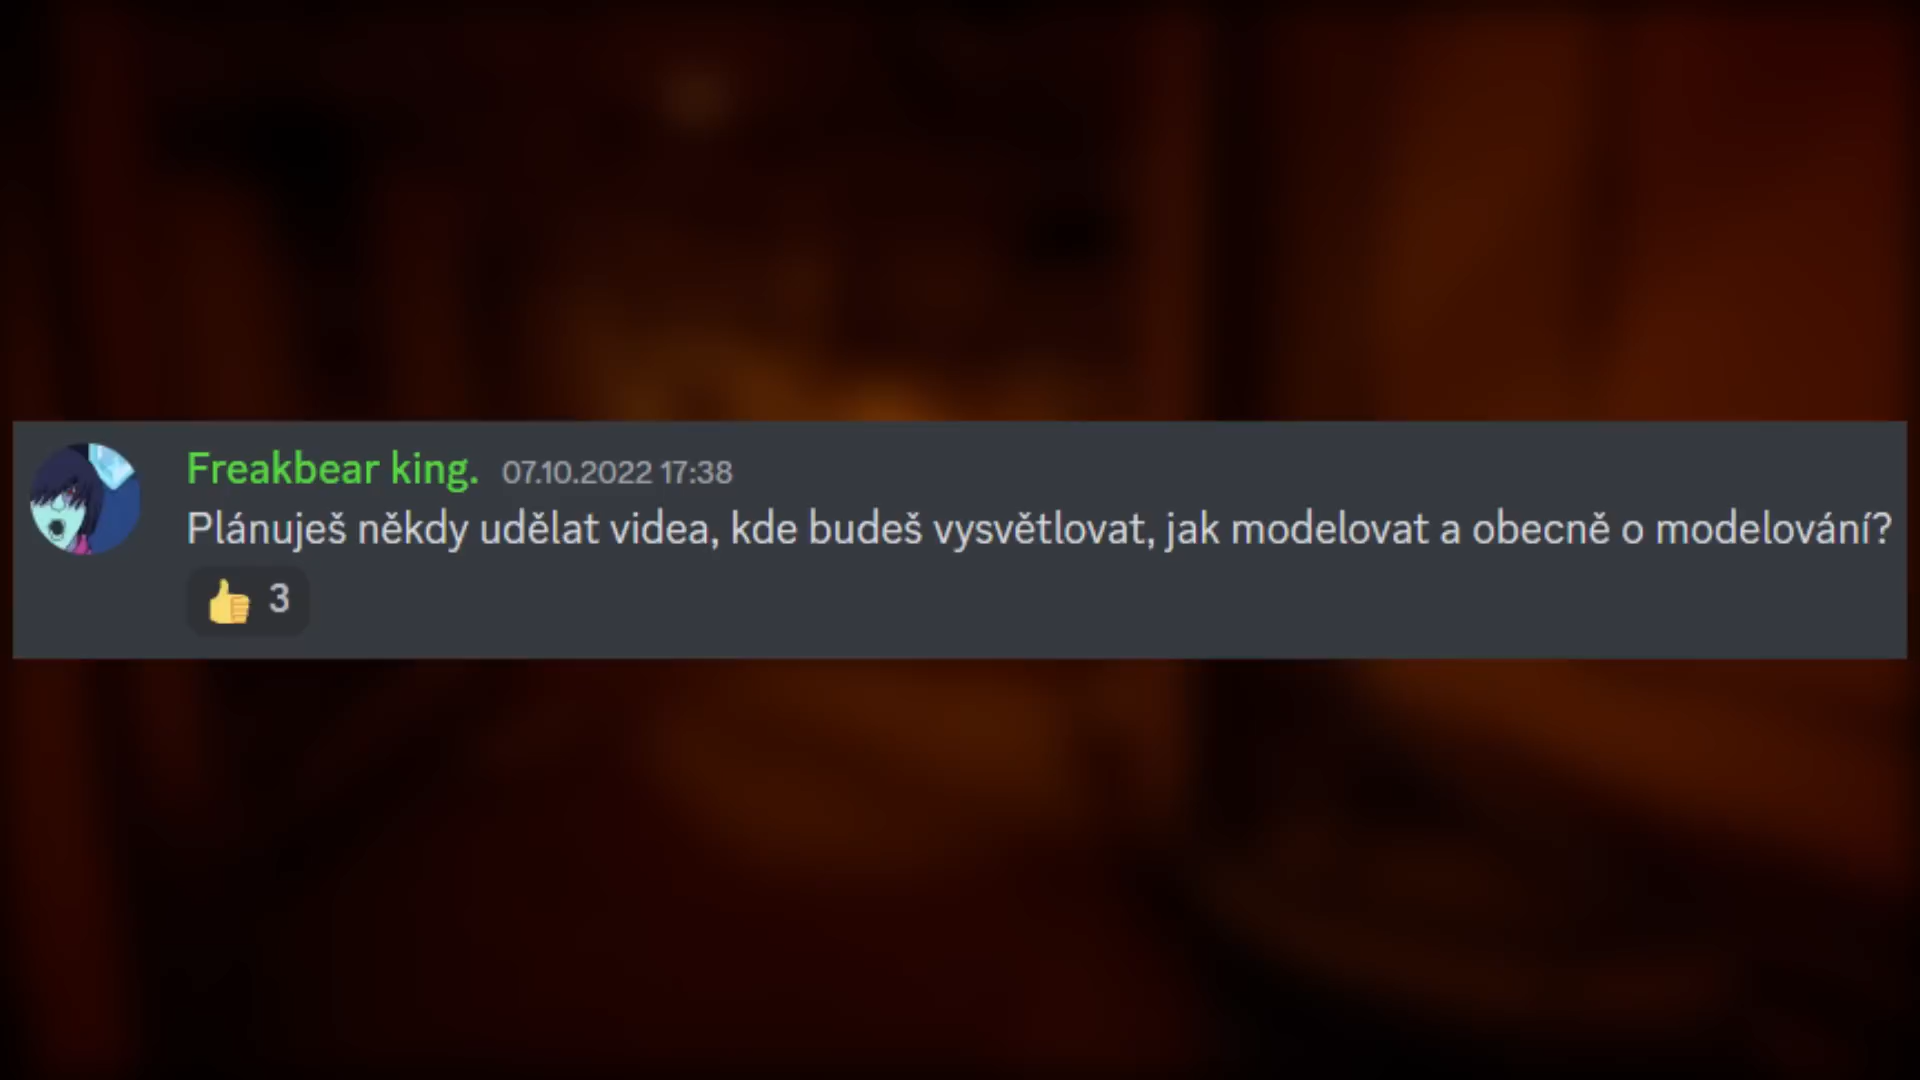 Freakbear king. 07.10.2022 17:38
Plánuješ někdy udělat videa, kde budeš vysvětlovat, jak modelovat a obecně o modelování?
👍 3